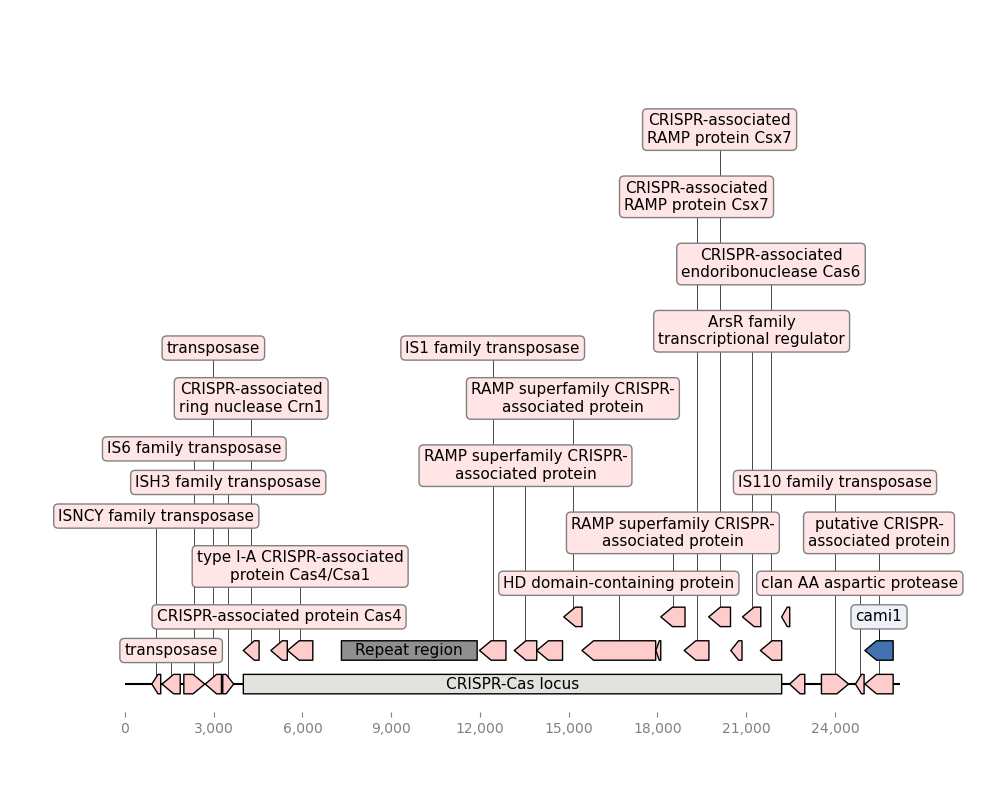 CRISPR-associated
RAMP protein Csx7
CRISPR-associated
RAMP protein Csx7
CRISPR-associated
endoribonuclease Cas6
ArsR family
transcriptional regulator
transposase
IS1 family transposase
CRISPR-associated
ring nuclease Crn1
RAMP superfamily CRISPR-
associated protein
IS6 family transposase
RAMP superfamily CRISPR-
associated protein
ISH3 family transposase
IS110 family transposase
ISNCY family transposase
RAMP superfamily CRISPR-
associated protein
putative CRISPR-
associated protein
type I-A CRISPR-associated
protein Cas4/Csa1
HD domain-containing protein
clan AA aspartic protease
CRISPR-associated protein Cas4
cami1
transposase
Repeat region
CRISPR-Cas locus
0 3,000 6,000 9,000 12,000 15,000 18,000 21,000 24,000